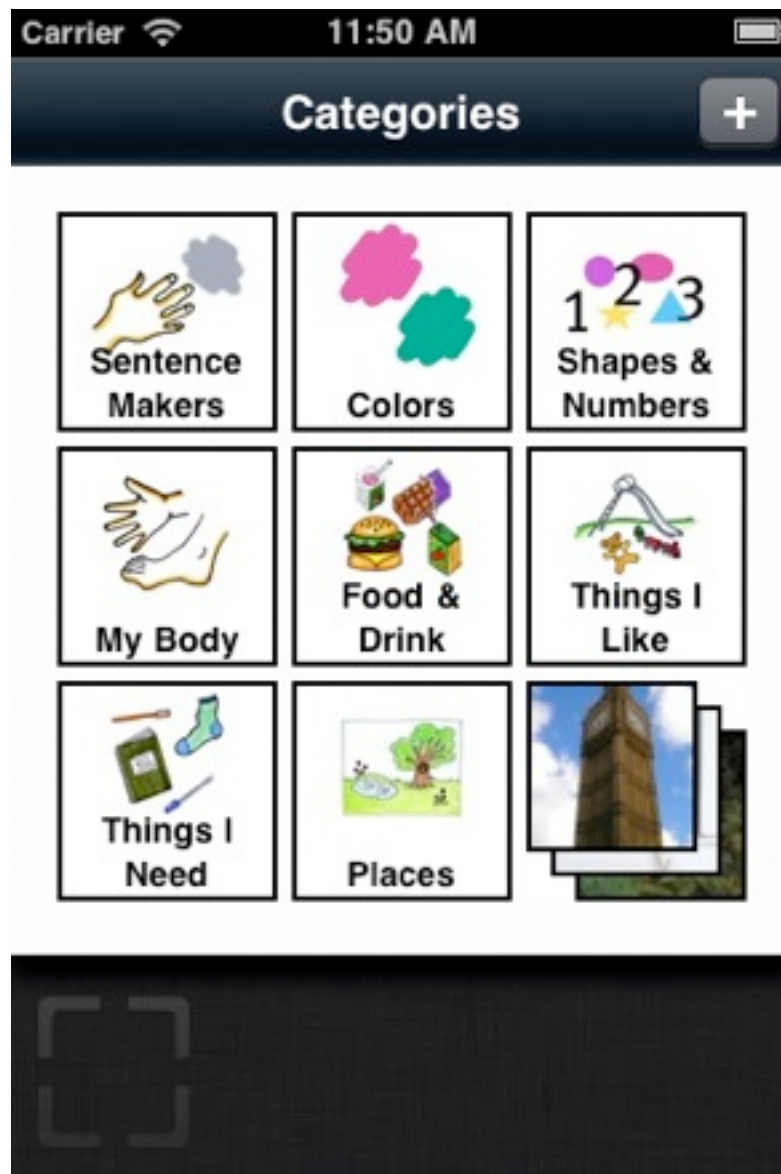 Carrier 11:50 AM
Categories +
1 2 3
Sentence
Makers
Colors
Shapes &
Numbers
My Body
Food &
Drink
Things I
Like
Things I
Need
Places